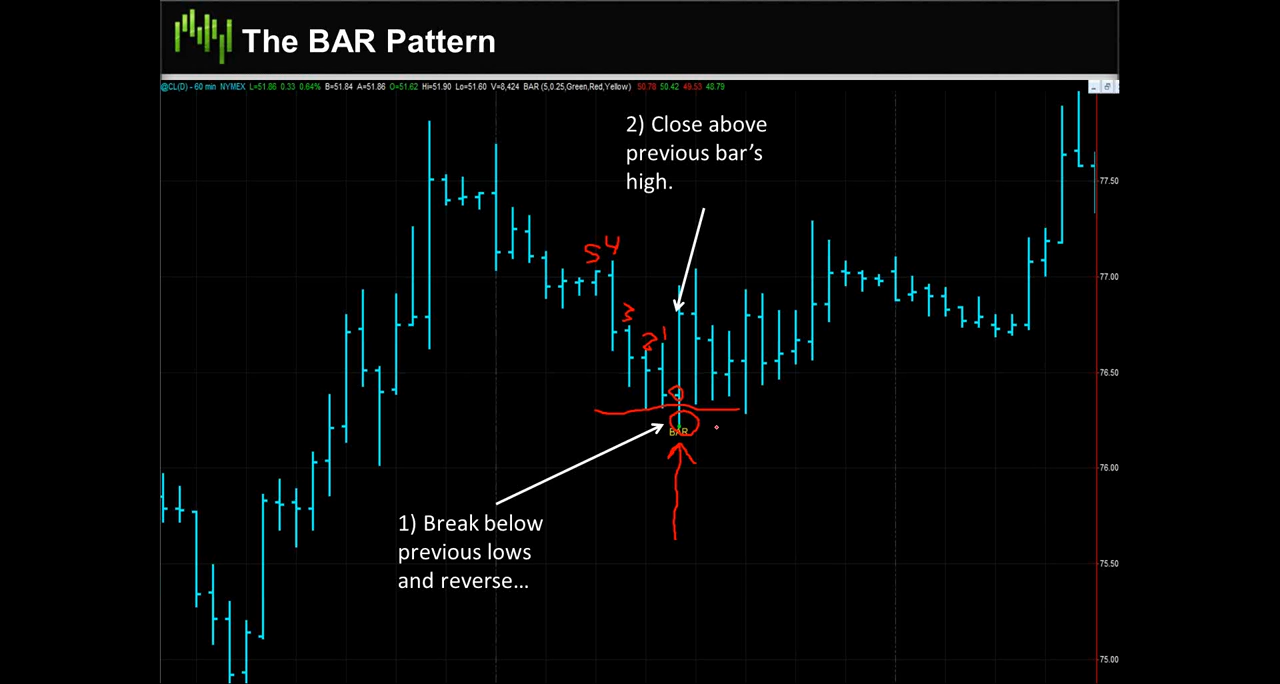 The BAR Pattern
@CL(D) - 60 min NYMEX L=51.86 0.33 0.64% B=51.84 A=51.86 O=51.62 Hi=51.90 Lo=51.60 V=8,424 BAR (5,0.25,Green,Red,Yellow) 50.78 50.42 49.53 48.79
2) Close above
previous bar's
high.
77.50
5 4
77.00
3
2 1
76.50
0
BAR
76.00
1) Break below
previous lows
and reverse...
75.50
75.00